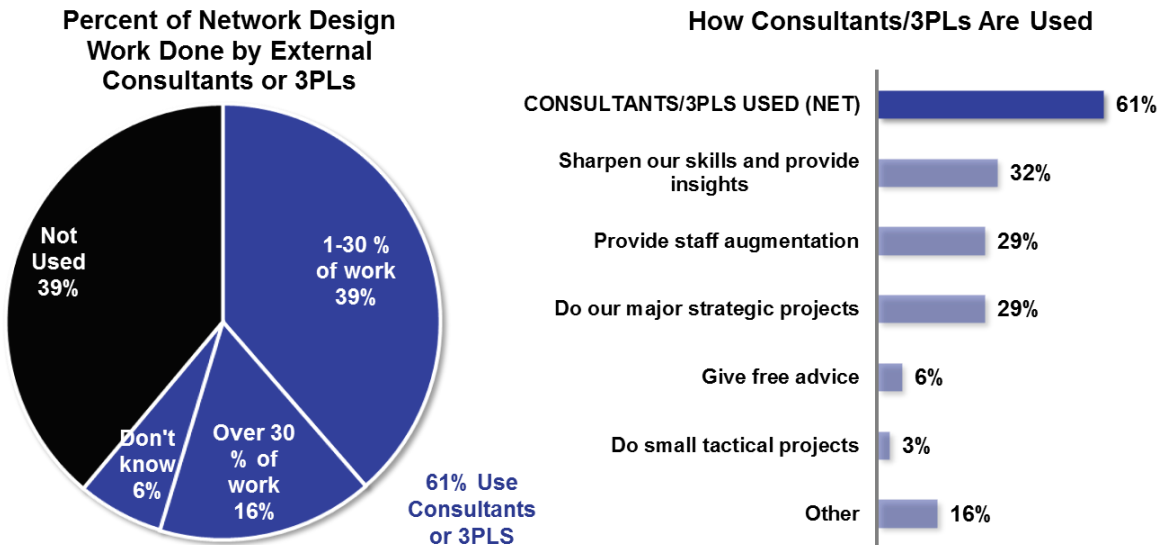 Percent of Network Design
Work Done by External
Consultants or 3PLs
Not
Used
39%
1-30 %
of work
39%
Don't
know
6%
Over 30
% of
work
16%
61% Use
Consultants
or 3PLS
How Consultants/3PLs Are Used
CONSULTANTS/3PLS USED (NET) 61%
Sharpen our skills and provide
insights
32%
Provide staff augmentation 29%
Do our major strategic projects 29%
Give free advice 6%
Do small tactical projects 3%
Other 16%